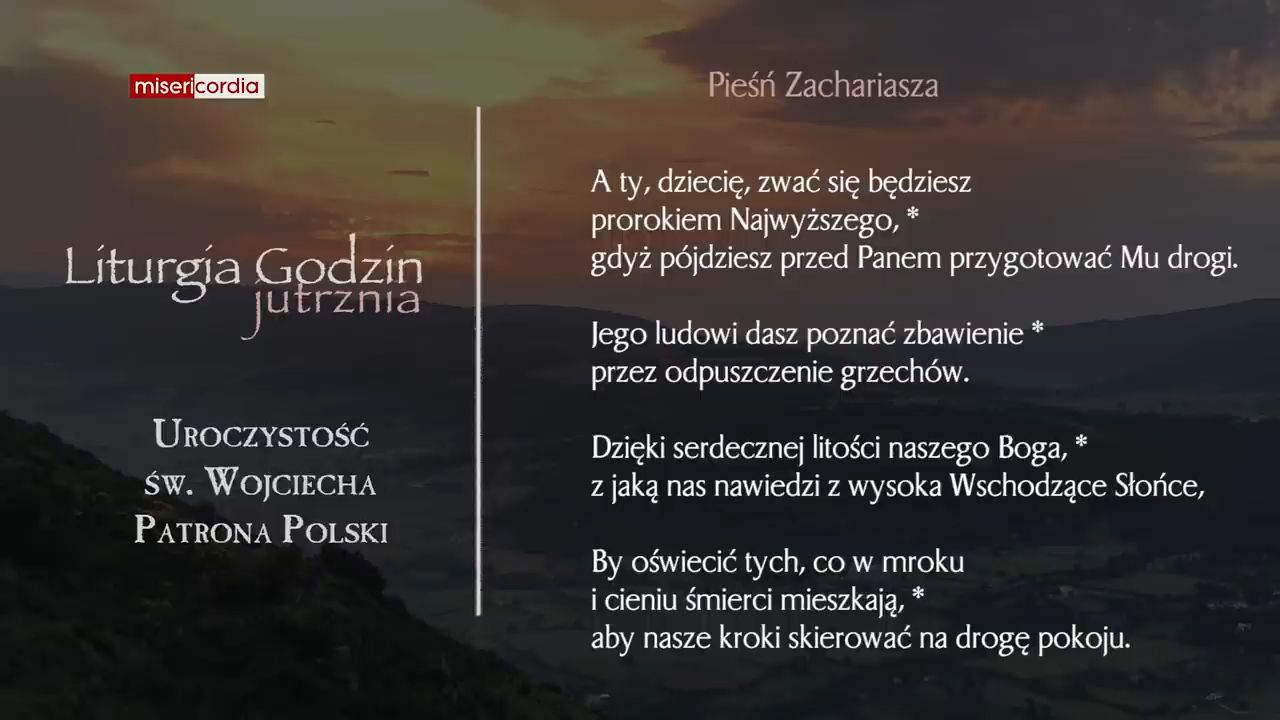 misericordia
Liturgia Godzin
jutrznia
Uroczystość
św. Wojciecha
Patrona Polski
Pieśń Zachariasza
A ty, dziecię, zwać się będziesz
prorokiem Najwyższego, *
gdyż pójdziesz przed Panem przygotować Mu drogi.
Jego ludowi dasz poznać zbawienie *
przez odpuszczenie grzechów.
Dzięki serdecznej litości naszego Boga, *
z jaką nas nawiedzi z wysoka Wschodzące Słońce,
By oświecić tych, co w mroku
i cieniu śmierci mieszkają, *
aby nasze kroki skierować na drogę pokoju.